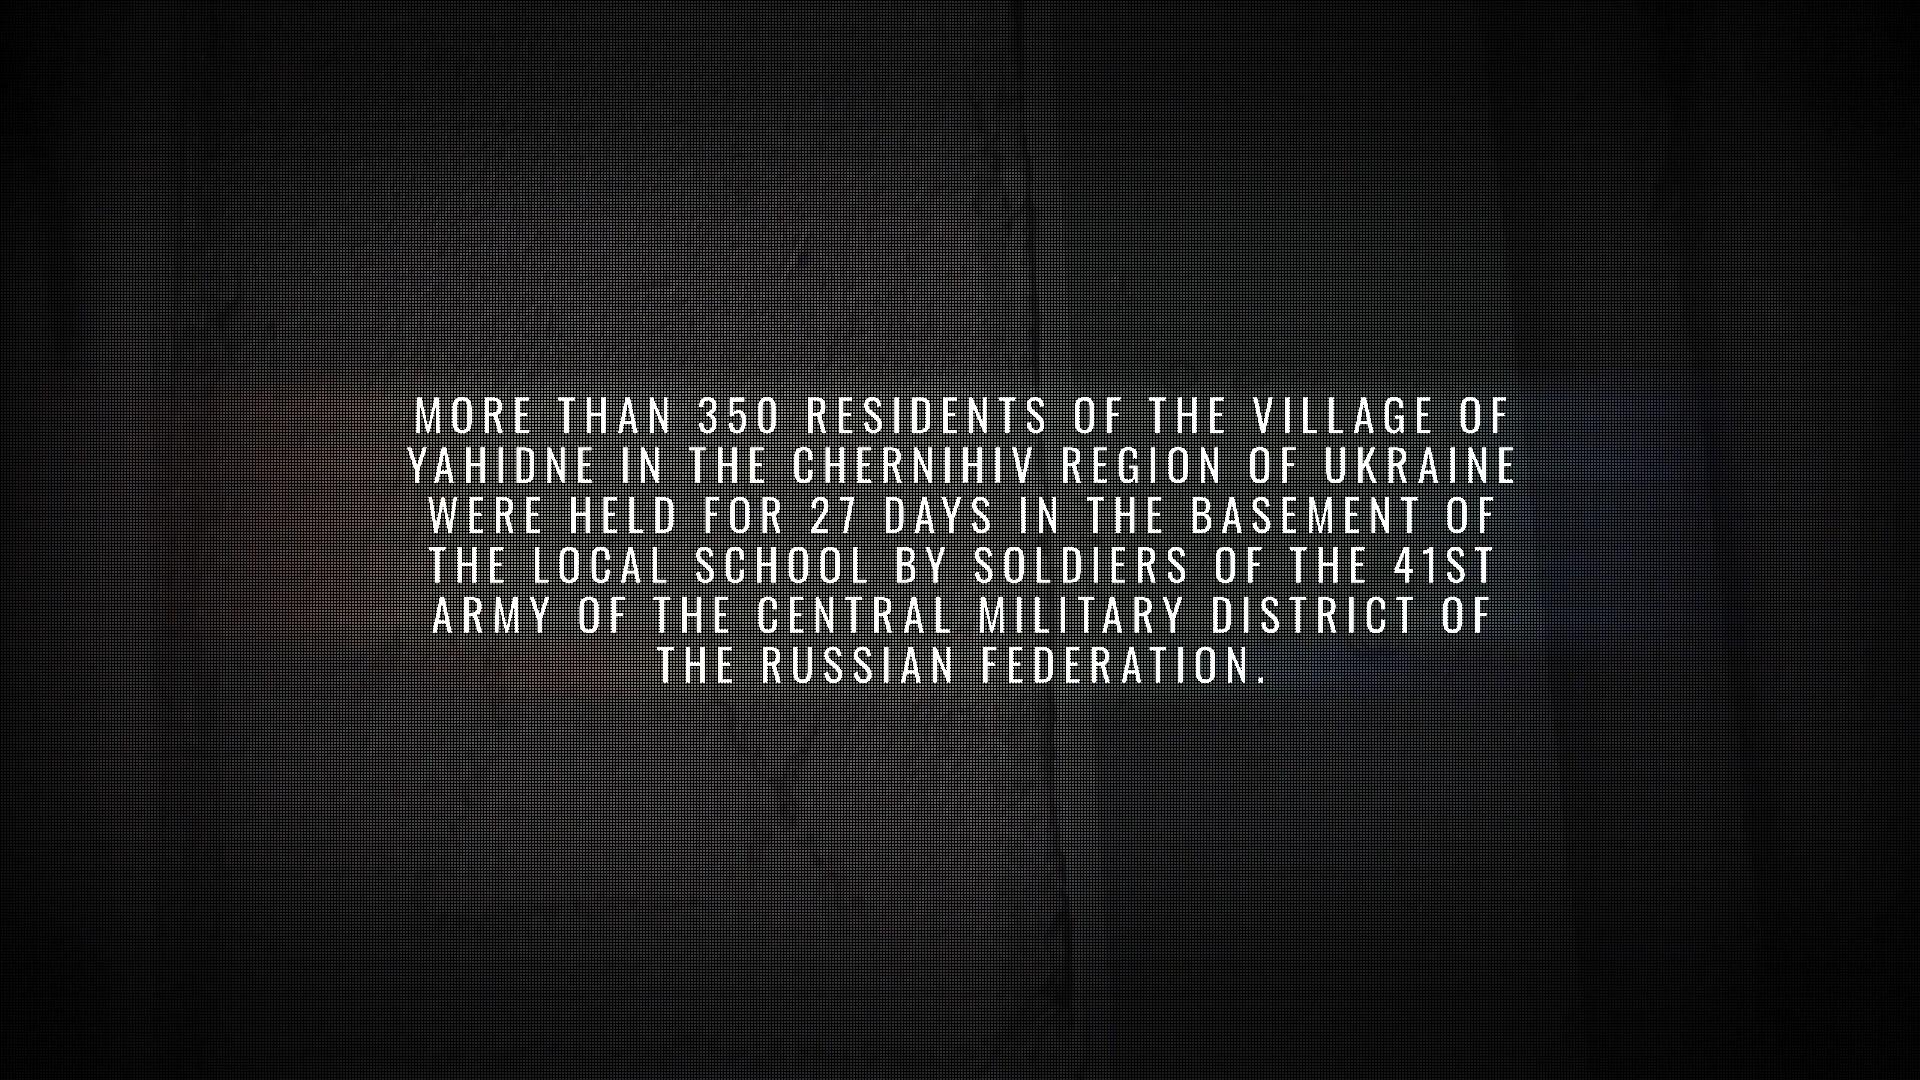 MORE THAN 350 RESIDENTS OF THE VILLAGE OF
YAHIDNE IN THE CHERNIHIV REGION OF UKRAINE
WERE HELD FOR 27 DAYS IN THE BASEMENT OF
THE LOCAL SCHOOL BY SOLDIERS OF THE 41ST
ARMY OF THE CENTRAL MILITARY DISTRICT OF
THE RUSSIAN FEDERATION.